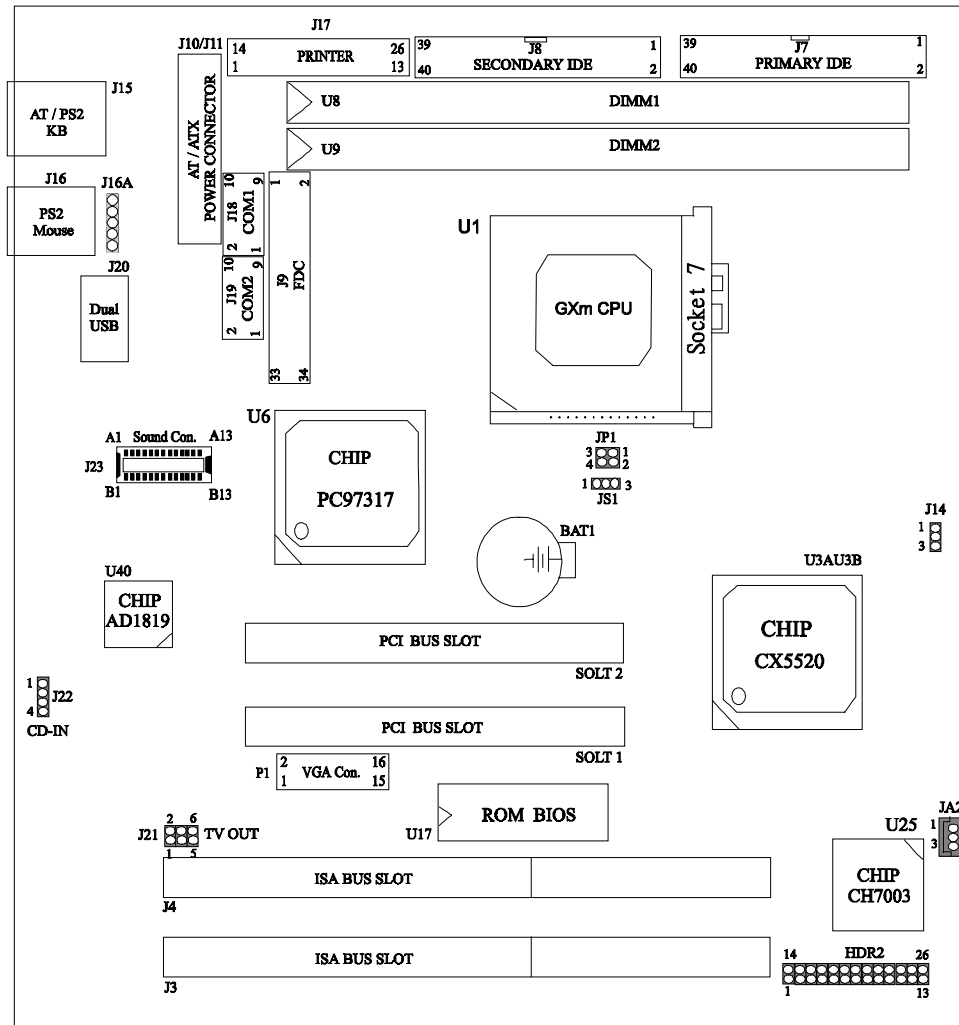 J17
J10/J11
14 26
PRINTER
1 13
39 J8 1
SECONDARY IDE
40 2
39 J7 1
PRIMARY IDE
40 2
J15
AT / PS2
KB
AT / ATX
POWER CONNECTOR
U8 DIMM1
U9 DIMM2
J16
PS2
Mouse
J16A
10 9
J18 COM1
2 1
10 9
J19 COM2
2 1
1 2
J9
FDC
33 34
J20
Dual
USB
U1
GXm CPU
Socket 7
A1 Sound Con. A13
J23
B1 B13
U6
CHIP
PC97317
JP1
3 1
4 2
1 3
JS1
BAT1
J14
1
3
U40
CHIP
AD1819
U3AU3B
CHIP
CX5520
PCI BUS SLOT
SOLT 2
1
J22
4
CD-IN
PCI BUS SLOT
SOLT 1
P1
2 16
VGA Con.
1 15
ROM BIOS
U17
2 6
J21 TV OUT
1 5
JA2
1
3
U25
CHIP
CH7003
ISA BUS SLOT
J4
ISA BUS SLOT
J3
14 HDR2 26
1 13